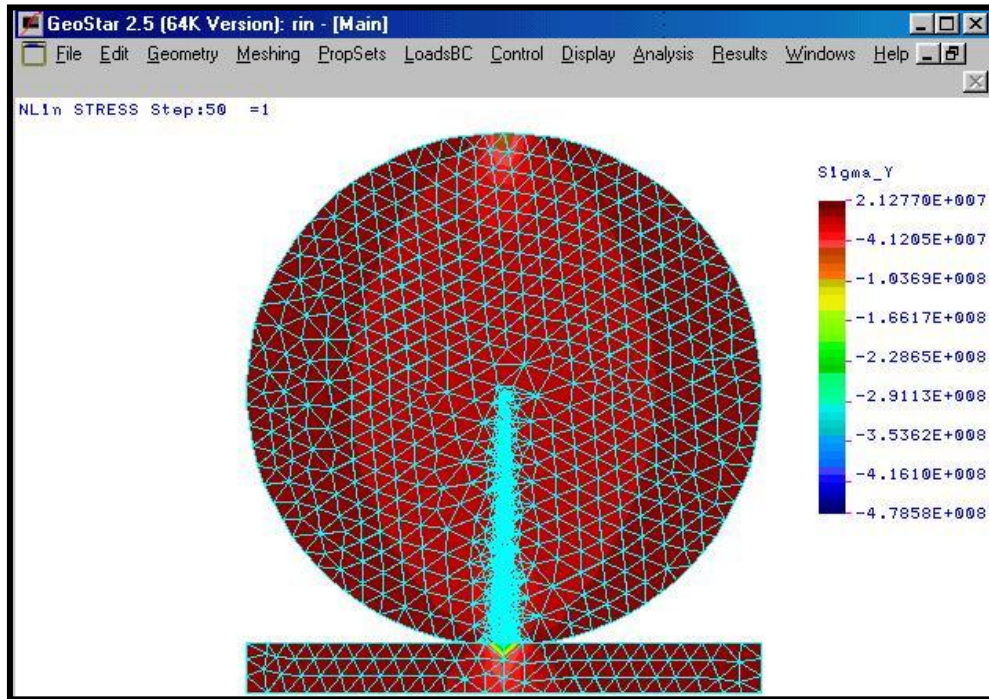 GeoStar 2.5 (64K Version): rin - [Main]
File Edit Geometry Meshing PropSets LoadsBC Control Display Analysis Results Windows Help
NLin STRESS Step:50 =1
Sigma_Y
2.12770E+007
-4.1205E+007
-1.0369E+008
-1.6617E+008
-2.2865E+008
-2.9113E+008
-3.5362E+008
-4.1610E+008
-4.7858E+008